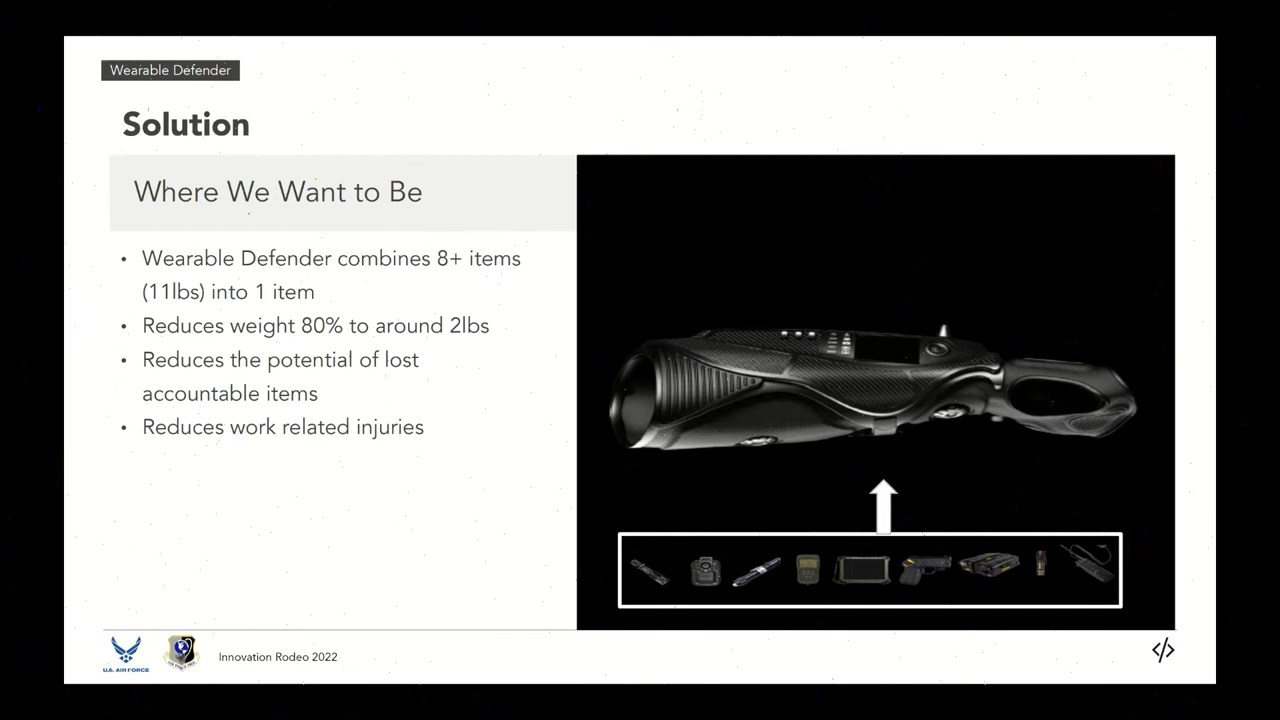 Wearable Defender
Solution
Where We Want to Be
• Wearable Defender combines 8+ items
(11lbs) into 1 item
• Reduces weight 80% to around 2lbs
• Reduces the potential of lost
accountable items
• Reduces work related injuries
U.S. AIR FORCE
Innovation Rodeo 2022